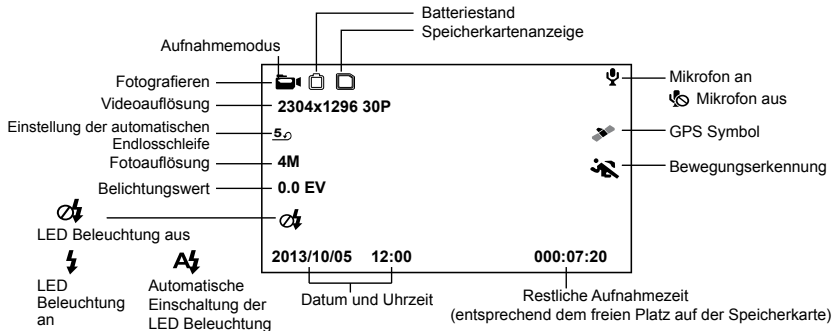 Batteriestand
Speicherkartenanzeige
Aufnahmemodus
Fotografieren
Mikrofon an
Videoauflösung
2304x1296 30P
Mikrofon aus
Einstellung der automatischen
Endlosschleife
5
GPS Symbol
Fotoauflösung
4M
Bewegungserkennung
Belichtungswert
0.0 EV
LED Beleuchtung aus
2013/10/05 12:00 000:07:20
A
LED
Beleuchtung
an
Automatische
Einschaltung der
LED Beleuchtung
Datum und Uhrzeit
Restliche Aufnahmezeit
(entsprechend dem freien Platz auf der Speicherkarte)